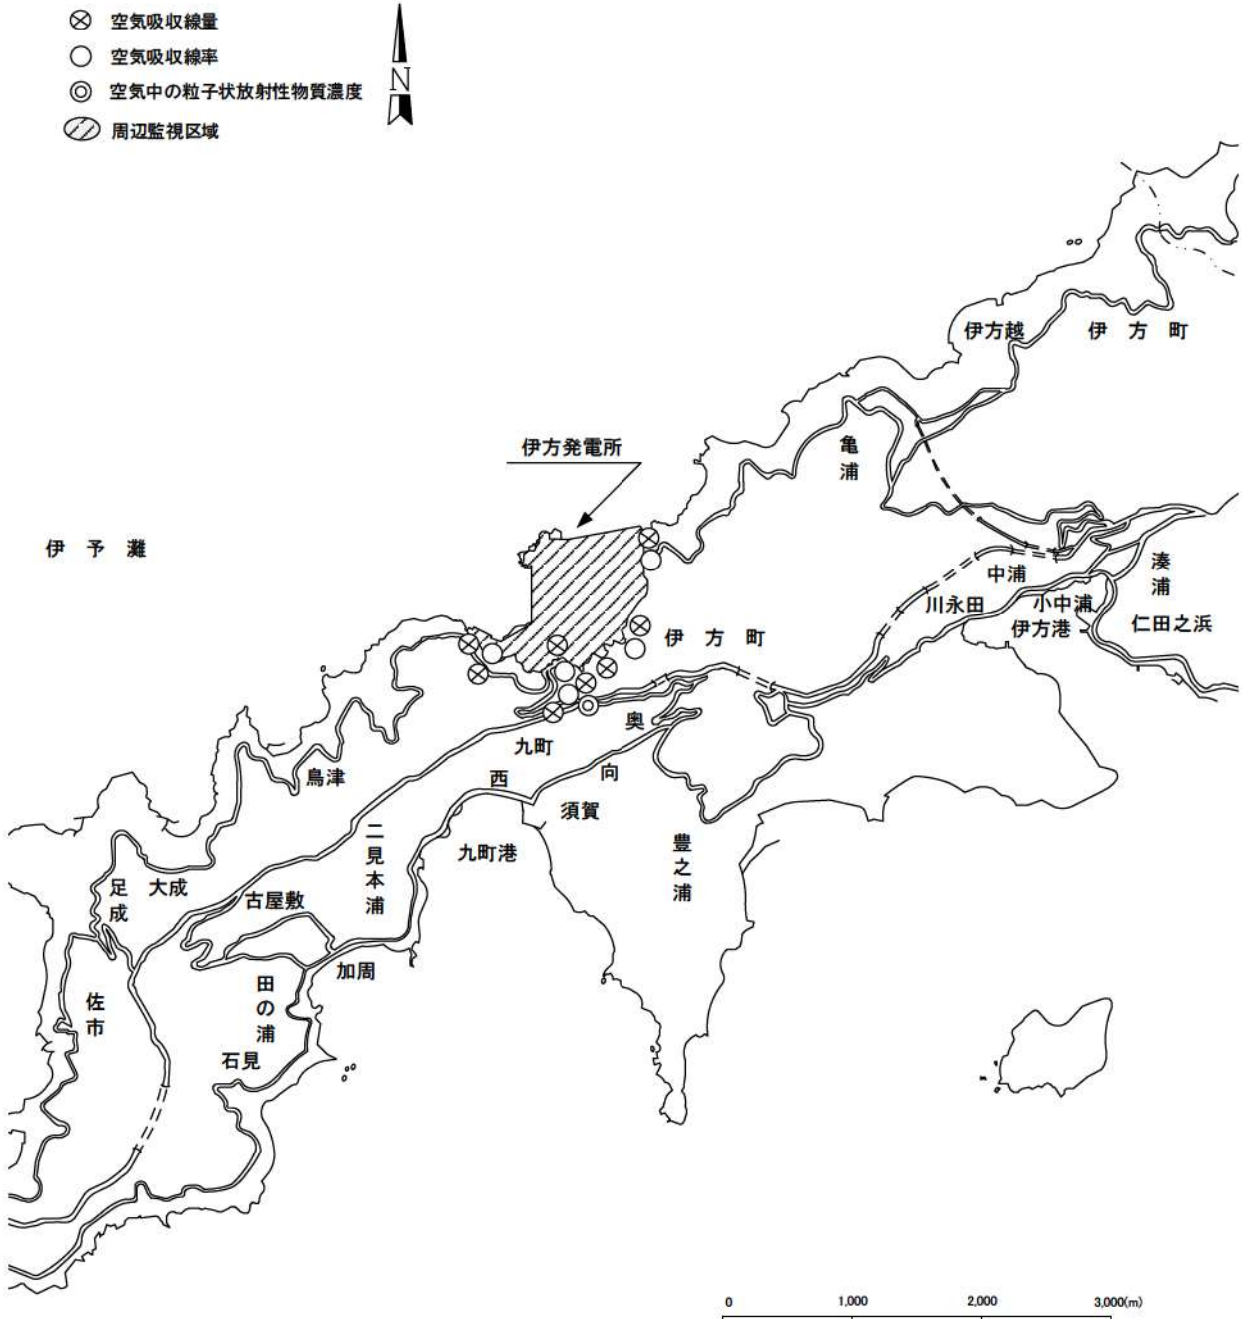 空気吸収線量
空気吸収線率
空気中の粒子状放射性物質濃度
周辺監視区域
N
伊方越
伊方町
伊方発電所
亀浦
伊予灘
中浦
湊浦
川永田
小中浦
伊方港
仁田之浜
伊方町
奥
九町
鳥津
西
向
須賀
二見本浦
九町港
豊之浦
足成
大成
古屋敷
加周
田の浦
佐市
石見
0 1,000 2,000 3,000(m)